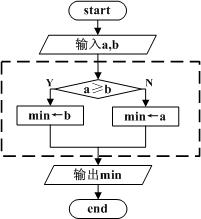 start
输入a,b
a≥b
Y
N
min←b
min←a
输出min
end